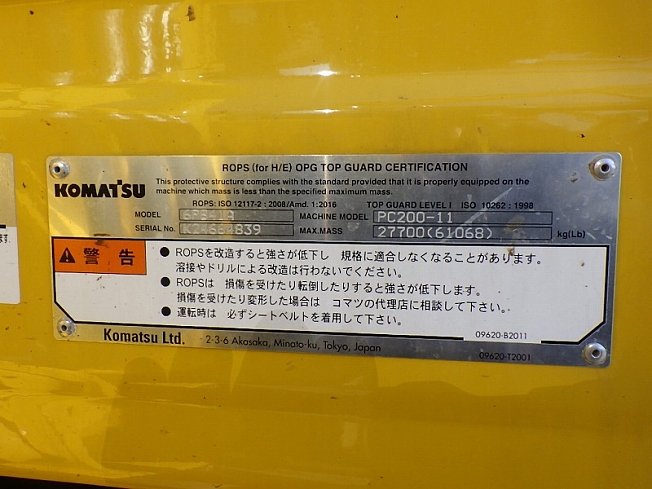 ROPS (for H/E) OPG TOP GUARD CERTIFICATION
KOMATSU
This protective structure complies with the standard provided that it is properly equipped on the
machine which mass is less than the specified maximum mass.
ROPS: ISO 12117-2 : 2008/Amd. 1:2016 TOP GUARD LEVEL I ISO 10262 : 1998
MODEL MACHINE MODEL PC200-11
SERIAL No. MAX.MASS 27700(61068) kg(Lb)
警告
● ROPSを改造すると強さが低下し 規格に適合しなくなることがあります。
溶接やドリルによる改造は行わないでください。
● ROPSは 損傷を受けたり転倒したりすると強さが低下します。
損傷を受けたり変形した場合は コマツの代理店に相談して下さい。
● 運転時は 必ずシートベルトを着用して下さい。
09620-B2011
Komatsu Ltd. 2-3-6 Akasaka, Minato-ku, Tokyo, Japan
09620-T2001